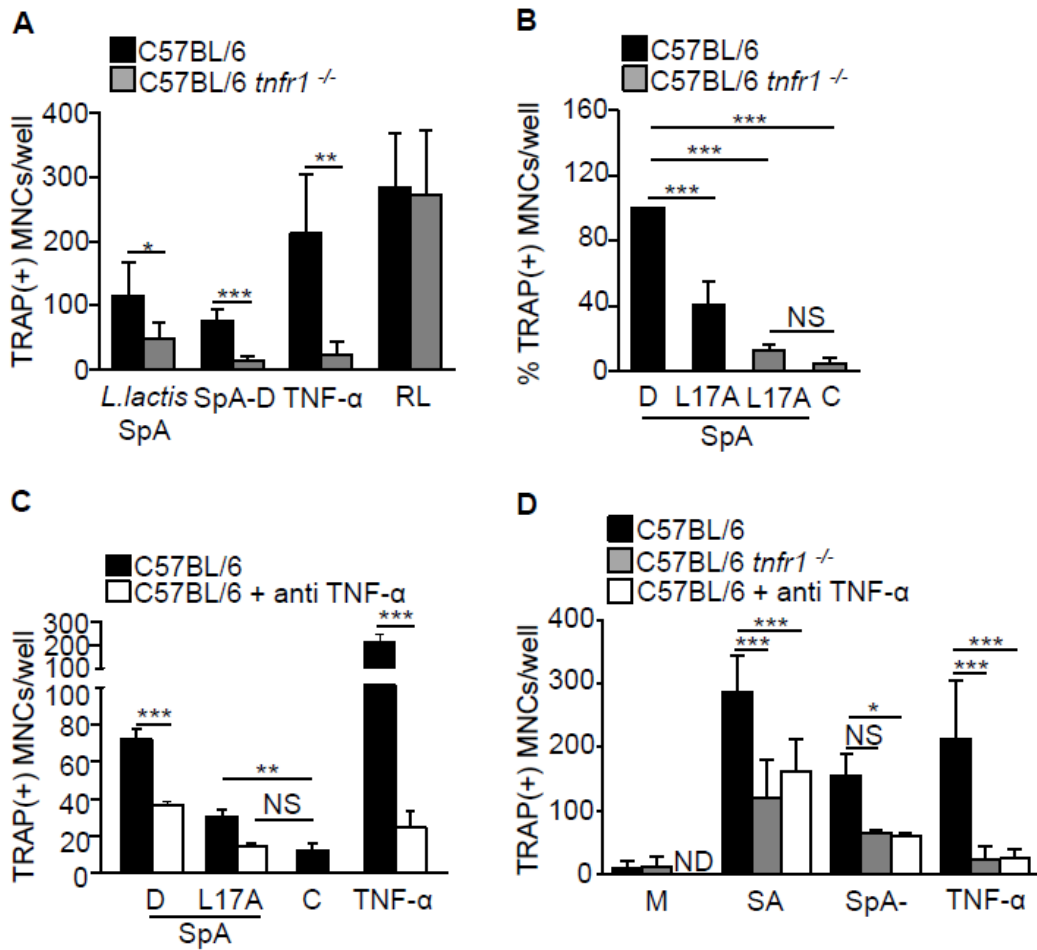 A
C57BL/6
C57BL/6 tnfr1 -/-
TRAP(+) MNCs/well
400
300
200
100
0
*
***
**
L.lactis SpA-D TNF-α RL
SpA
B
C57BL/6
C57BL/6 tnfr1 -/-
% TRAP(+) MNCs/well
160
120
80
40
0
***
***
***
NS
D L17A L17A C
SpA
C
C57BL/6
C57BL/6 + anti TNF-α
TRAP(+) MNCs/well
300
200
100
100
80
60
40
20
0
***
**
NS
***
D L17A C TNF-α
SpA
D
C57BL/6
C57BL/6 tnfr1 -/-
C57BL/6 + anti TNF-α
TRAP(+) MNCs/well
400
300
200
100
0
ND
***
***
*
NS
***
***
M SA SpA- TNF-α